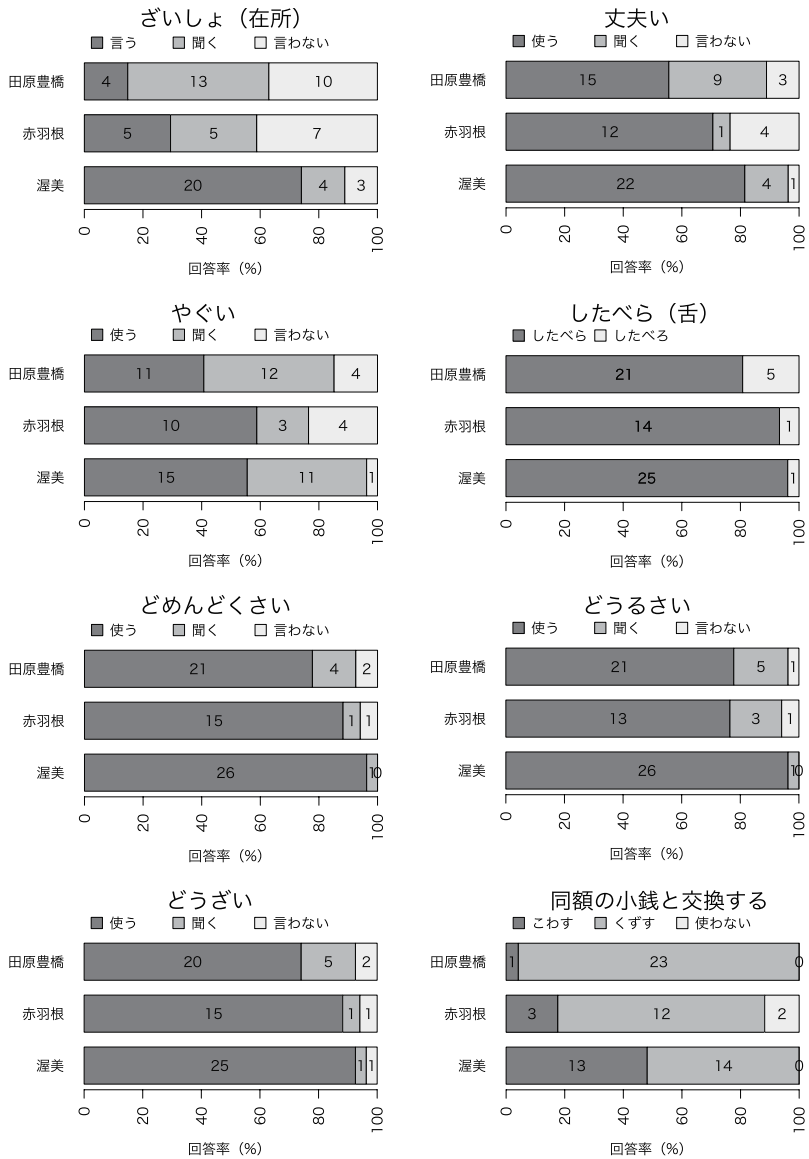 ざいしょ（在所）
言う 聞く 言わない
田原豊橋 4 13 10
赤羽根 5 5 7
渥美 20 4 3
0 20 40 60 80 100
回答率（%）
丈夫い
使う 聞く 言わない
田原豊橋 15 9 3
赤羽根 12 1 4
渥美 22 4 1
0 20 40 60 80 100
回答率（%）
やぐい
使う 聞く 言わない
田原豊橋 11 12 4
赤羽根 10 3 4
渥美 15 11 1
0 20 40 60 80 100
回答率（%）
したべら（舌）
したべら したべろ
田原豊橋 21 5
赤羽根 14 1
渥美 25 1
0 20 40 60 80 100
回答率（%）
どめんどくさい
使う 聞く 言わない
田原豊橋 21 4 2
赤羽根 15 1 1
渥美 26 1 0
0 20 40 60 80 100
回答率（%）
どうるさい
使う 聞く 言わない
田原豊橋 21 5 1
赤羽根 13 3 1
渥美 26 1 0
0 20 40 60 80 100
回答率（%）
どうざい
使う 聞く 言わない
田原豊橋 20 5 2
赤羽根 15 1 1
渥美 25 1 1
0 20 40 60 80 100
回答率（%）
同額の小銭と交換する
こわす くずす 使わない
田原豊橋 1 23 0
赤羽根 3 12 2
渥美 13 14 0
0 20 40 60 80 100
回答率（%）